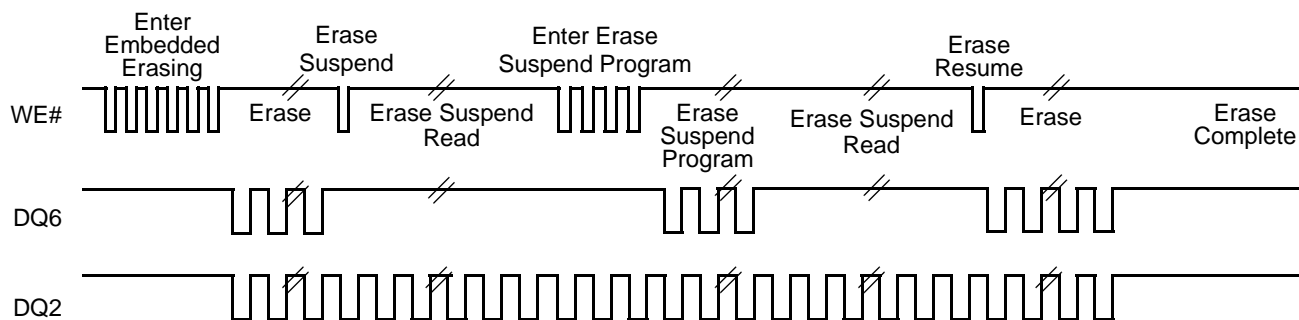 Enter
Embedded
Erasing
Erase
Suspend
Enter Erase
Suspend Program
Erase
Resume
WE#
Erase
Erase Suspend
Read
Erase
Suspend
Program
Erase Suspend
Read
Erase
Erase
Complete
DQ6
DQ2